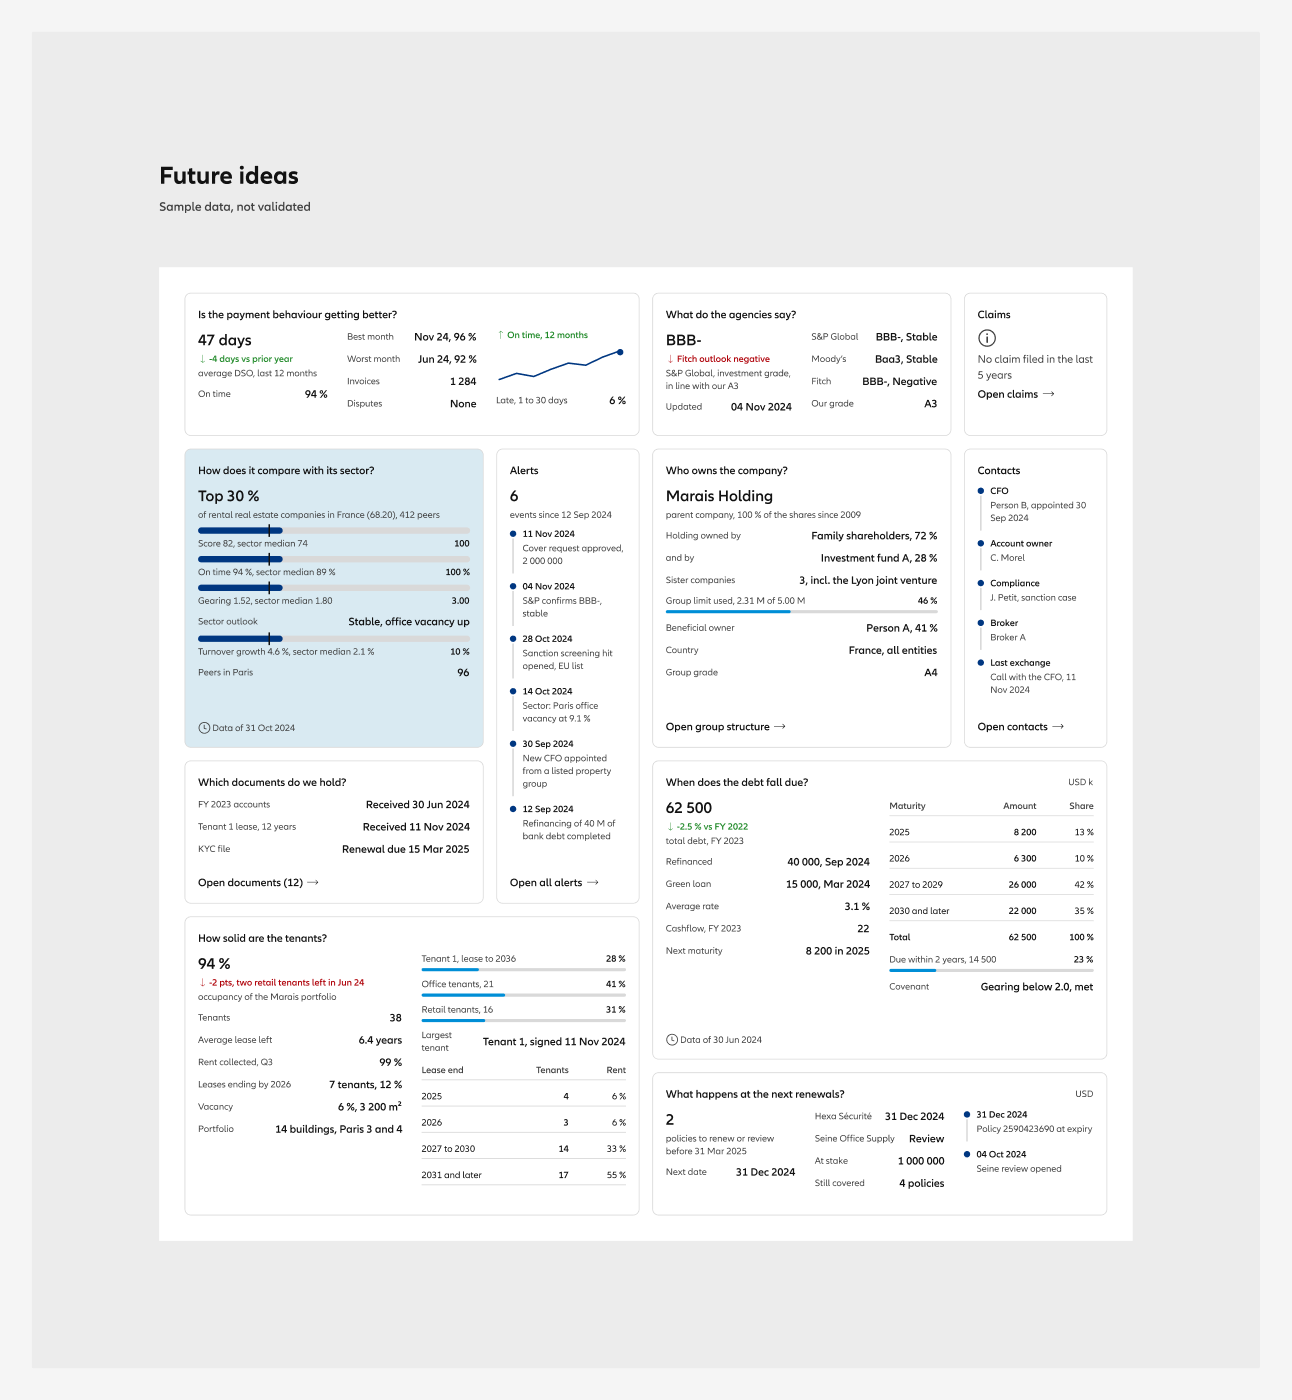 Future ideas
Sample data, not validated
Is the payment behaviour getting better?
47 days
↓ -4 days vs prior year
average DSO, last 12 months
On time 94 %
Best month Nov 24, 96 %
Worst month Jun 24, 92 %
Invoices 1 284
Disputes None
↑ On time, 12 months
Late, 1 to 30 days 6 %
What do the agencies say?
BBB-
↓ Fitch outlook negative
S&P Global, investment grade,
in line with our A3
Updated 04 Nov 2024
S&P Global BBB-, Stable
Moody's Baa3, Stable
Fitch BBB-, Negative
Our grade A3
Claims
No claim filed in the last
5 years
Open claims →
How does it compare with its sector?
Top 30 %
of rental real estate companies in France (68.20), 412 peers
Score 82, sector median 74 100
On time 94 %, sector median 89 % 100 %
Gearing 1.52, sector median 1.80 3.00
Sector outlook Stable, office vacancy up
Turnover growth 4.6 %, sector median 2.1 % 10 %
Peers in Paris 96
Data of 31 Oct 2024
Alerts
6
events since 12 Sep 2024
11 Nov 2024
Cover request approved,
2 000 000
04 Nov 2024
S&P confirms BBB-,
stable
28 Oct 2024
Sanction screening hit
opened, EU list
14 Oct 2024
Sector: Paris office
vacancy at 9.1 %
30 Sep 2024
New CFO appointed
from a listed property
group
12 Sep 2024
Refinancing of 40 M of
bank debt completed
Open all alerts →
Who owns the company?
Marais Holding
parent company, 100 % of the shares since 2009
Holding owned by Family shareholders, 72 %
and by Investment fund A, 28 %
Sister companies 3, incl. the Lyon joint venture
Group limit used, 2.31 M of 5.00 M 46 %
Beneficial owner Person A, 41 %
Country France, all entities
Group grade A4
Open group structure →
Contacts
CFO
Person B, appointed 30
Sep 2024
Account owner
C. Morel
Compliance
J. Petit, sanction case
Broker
Broker A
Last exchange
Call with the CFO, 11
Nov 2024
Open contacts →
Which documents do we hold?
FY 2023 accounts Received 30 Jun 2024
Tenant 1 lease, 12 years Received 11 Nov 2024
KYC file Renewal due 15 Mar 2025
Open documents (12) →
When does the debt fall due? USD k
62 500
↓ -2.5 % vs FY 2022
total debt, FY 2023
Refinanced 40 000, Sep 2024
Green loan 15 000, Mar 2024
Average rate 3.1 %
Cashflow, FY 2023 22
Next maturity 8 200 in 2025
Maturity Amount Share
2025 8 200 13 %
2026 6 300 10 %
2027 to 2029 26 000 42 %
2030 and later 22 000 35 %
Total 62 500 100 %
Due within 2 years, 14 500 23 %
Covenant Gearing below 2.0, met
Data of 30 Jun 2024
How solid are the tenants?
94 %
↓ -2 pts, two retail tenants left in Jun 24
occupancy of the Marais portfolio
Tenants 38
Average lease left 6.4 years
Rent collected, Q3 99 %
Leases ending by 2026 7 tenants, 12 %
Vacancy 6 %, 3 200 m²
Portfolio 14 buildings, Paris 3 and 4
Tenant 1, lease to 2036 28 %
Office tenants, 21 41 %
Retail tenants, 16 31 %
Largest
tenant Tenant 1, signed 11 Nov 2024
Lease end Tenants Rent
2025 4 6 %
2026 3 6 %
2027 to 2030 14 33 %
2031 and later 17 55 %
What happens at the next renewals? USD
2
policies to renew or review
before 31 Mar 2025
Next date 31 Dec 2024
Hexa Sécurité 31 Dec 2024
Seine Office Supply Review
At stake 1 000 000
Still covered 4 policies
31 Dec 2024
Policy 2590423690 at expiry
04 Oct 2024
Seine review opened